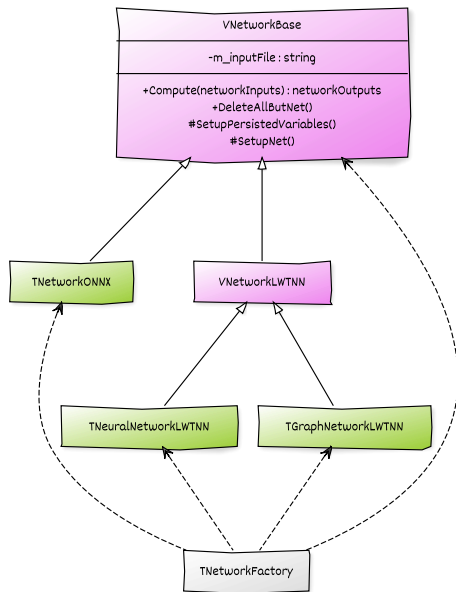 VNetworkBase
-m_inputFile : string
+Compute(networkInputs) : networkOutputs
+DeleteAllButNet()
#SetupPersistedVariables()
#SetupNet()
TNetworkONNX
VNetworkLWTNN
TNeuralNetworkLWTNN
TGraphNetworkLWTNN
TNetworkFactory